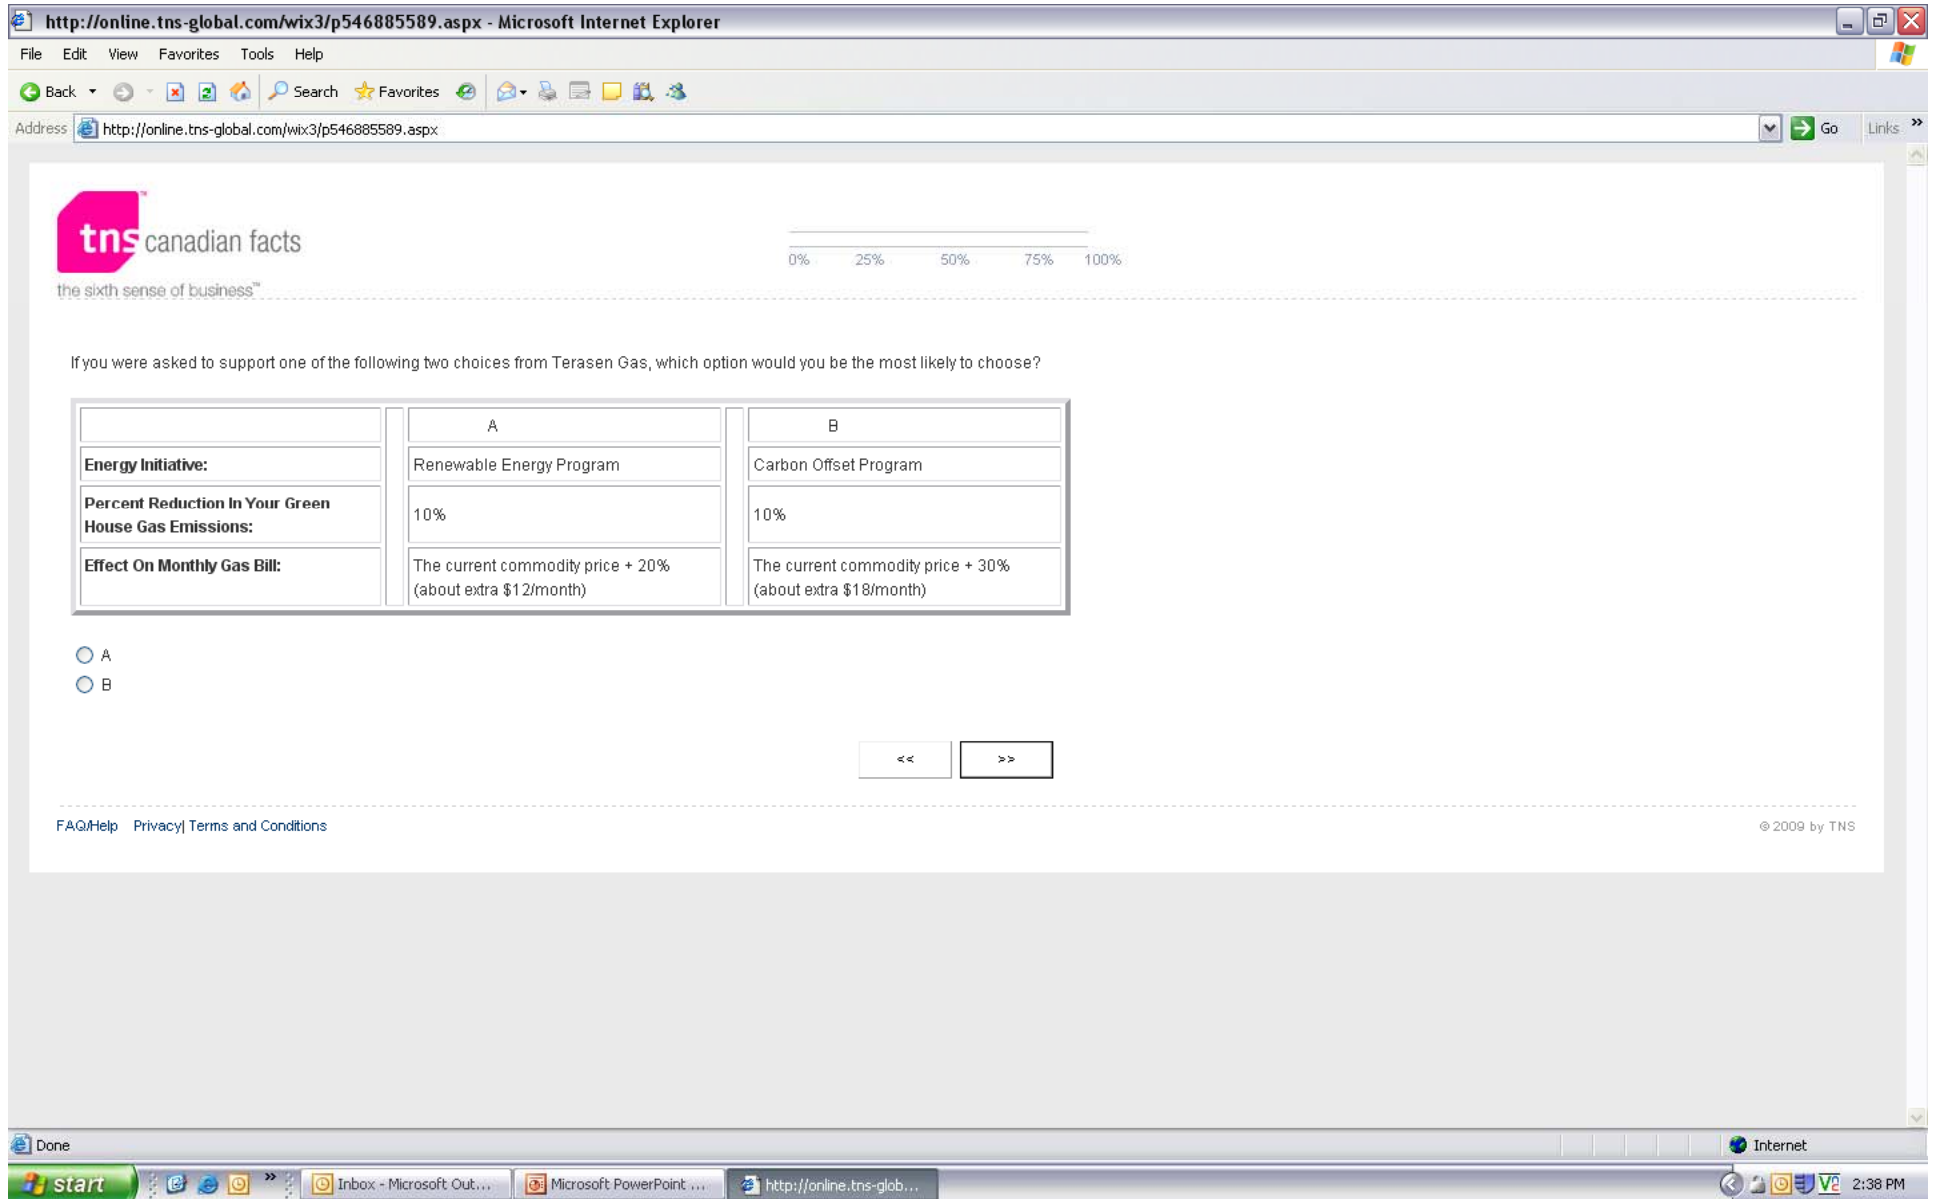 http://online.tns-global.com/wix3/p546885589.aspx - Microsoft Internet Explorer
File Edit View Favorites Tools Help
Back Search Favorites
Address http://online.tns-global.com/wix3/p546885589.aspx Go Links »
tns canadian facts
the sixth sense of business™
0% 25% 50% 75% 100%
If you were asked to support one of the following two choices from Terasen Gas, which option would you be the most likely to choose?
A B
Energy Initiative: Renewable Energy Program Carbon Offset Program
Percent Reduction In Your Green
House Gas Emissions: 10% 10%
Effect On Monthly Gas Bill: The current commodity price + 20% The current commodity price + 30%
(about extra $12/month) (about extra $18/month)
A
B
<< >>
FAQ/Help Privacy| Terms and Conditions © 2009 by TNS
Done Internet
start » Inbox - Microsoft Out... Microsoft PowerPoint ... http://online.tns-glob... 2:38 PM